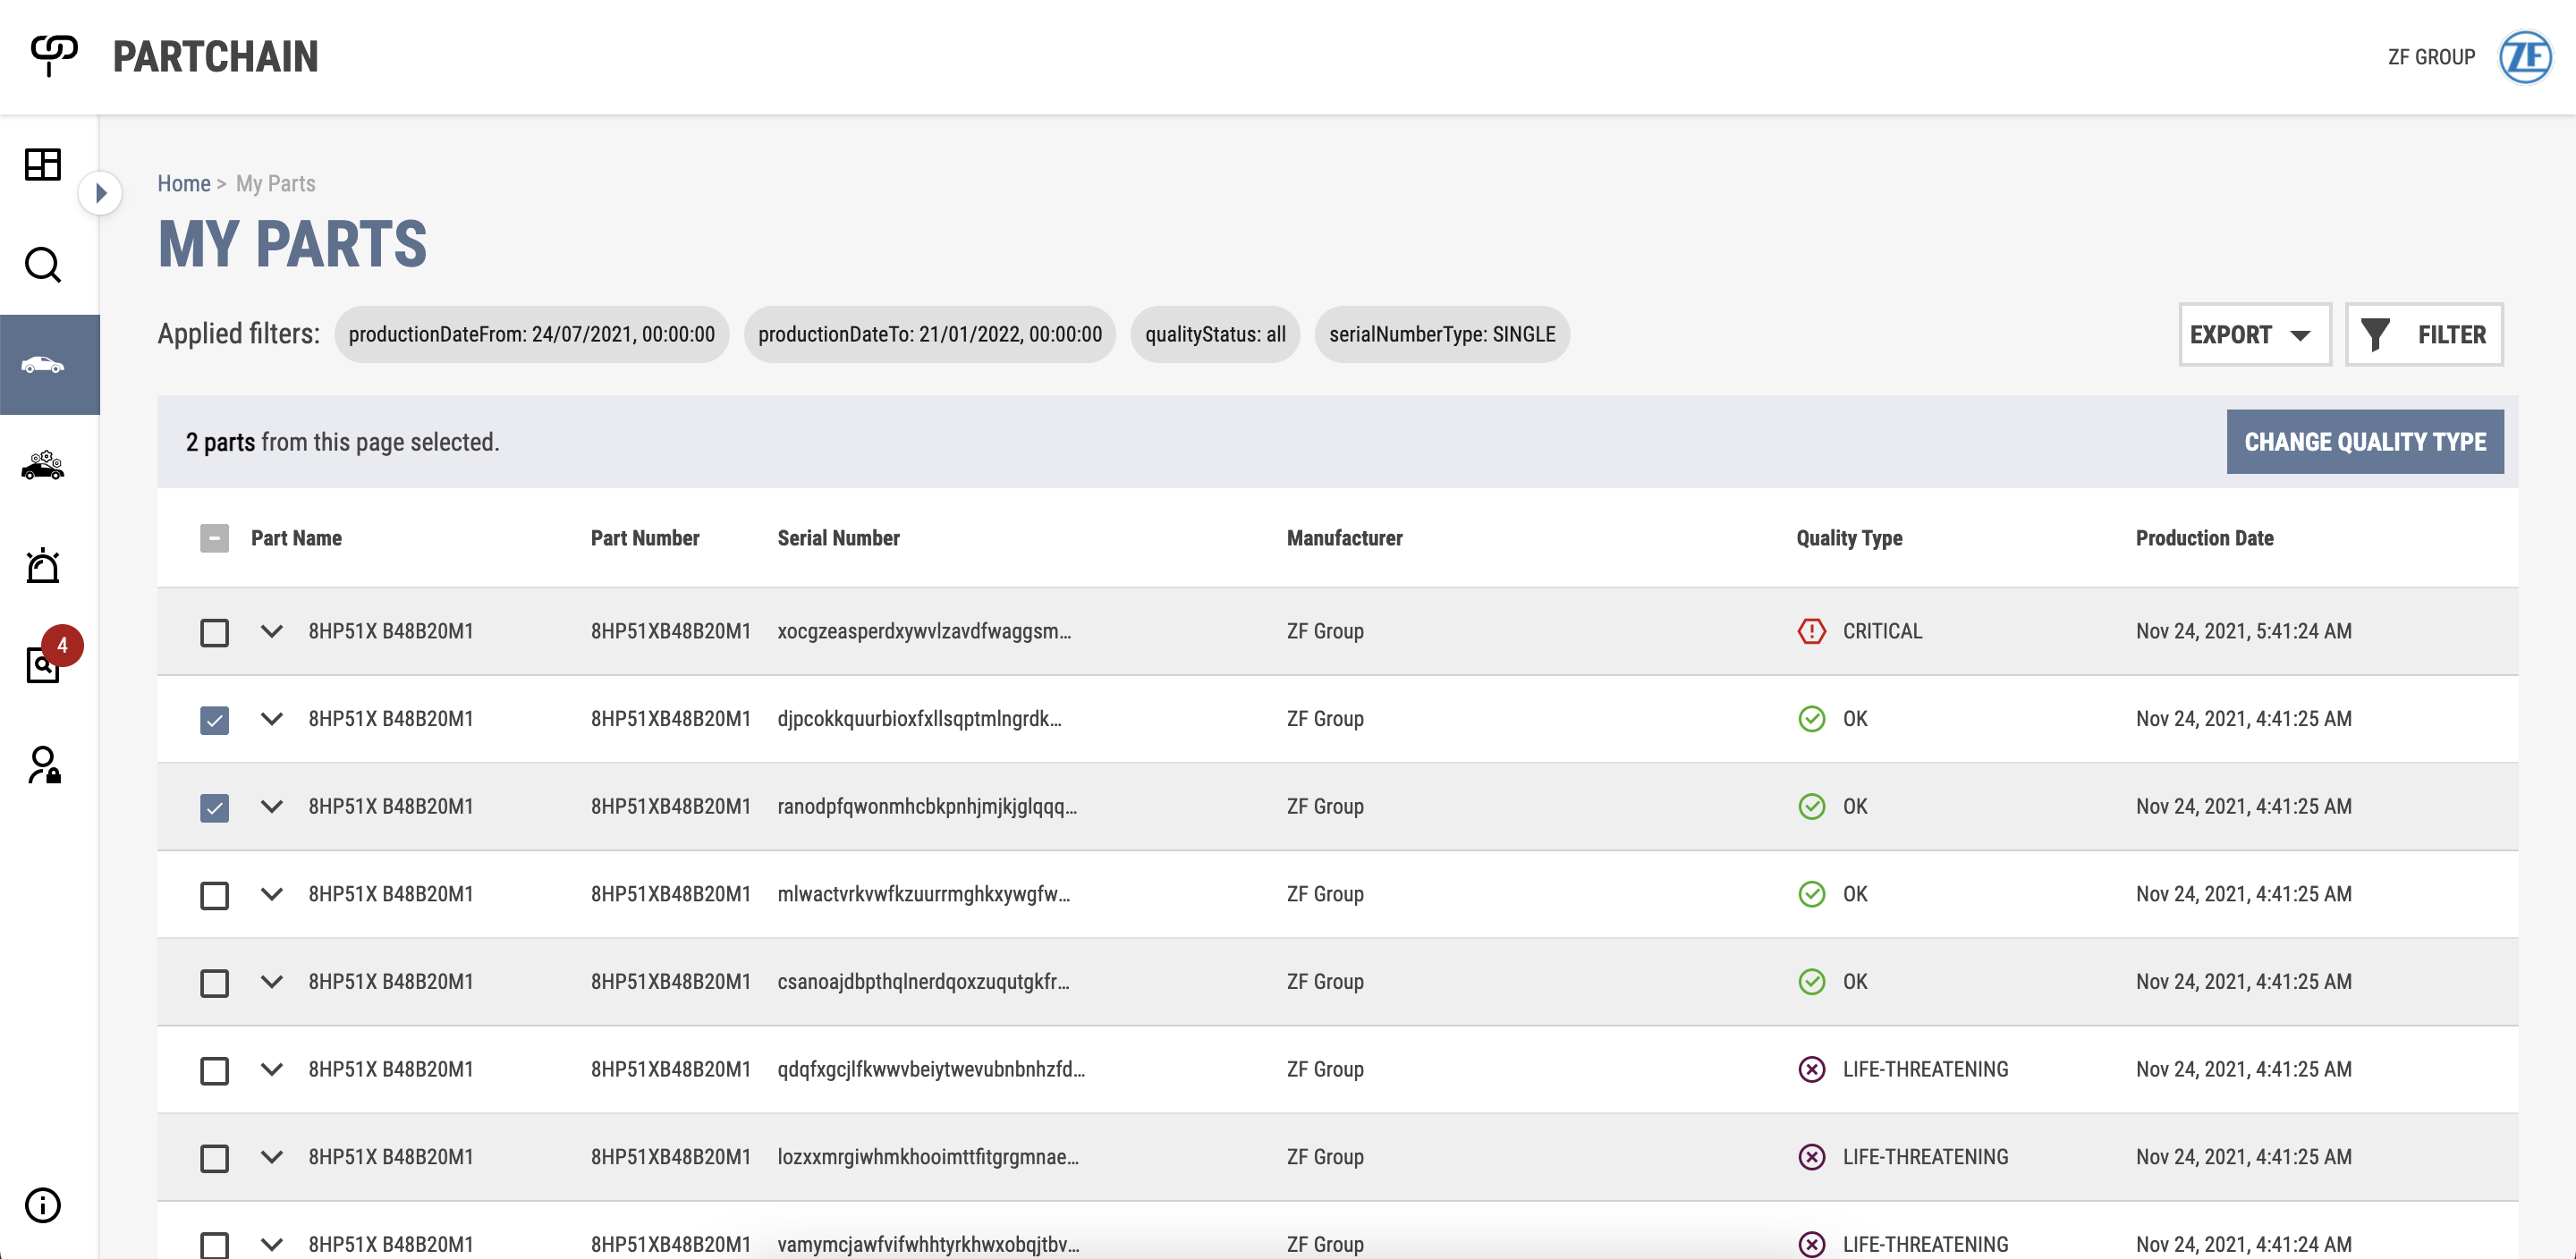 PARTCHAIN
ZF GROUP
ZF
Home > My Parts
MY PARTS
Applied filters: productionDateFrom: 24/07/2021, 00:00:00 productionDateTo: 21/01/2022, 00:00:00 qualityStatus: all serialNumberType: SINGLE EXPORT FILTER
2 parts from this page selected. CHANGE QUALITY TYPE
Part Name Part Number Serial Number Manufacturer Quality Type Production Date
8HP51X B48B20M1 8HP51XB48B20M1 xocgzeasperdxywvlzavdfwaggsm... ZF Group CRITICAL Nov 24, 2021, 5:41:24 AM
4
8HP51X B48B20M1 8HP51XB48B20M1 djpcokkquurbioxfxllsqptmlngrdk... ZF Group OK Nov 24, 2021, 4:41:25 AM
8HP51X B48B20M1 8HP51XB48B20M1 ranodpfqwonmhcbkpnhjmjkjglqqq... ZF Group OK Nov 24, 2021, 4:41:25 AM
8HP51X B48B20M1 8HP51XB48B20M1 mlwactvrkvwfkzuurrmghkxywgfw... ZF Group OK Nov 24, 2021, 4:41:25 AM
8HP51X B48B20M1 8HP51XB48B20M1 csanoajdbpthqlnerdqoxzuqutgkfr... ZF Group OK Nov 24, 2021, 4:41:25 AM
8HP51X B48B20M1 8HP51XB48B20M1 qdqfxgcjlfkwwvbeiytwevubnbnhzfd... ZF Group LIFE-THREATENING Nov 24, 2021, 4:41:25 AM
8HP51X B48B20M1 8HP51XB48B20M1 lozxxmrgiwhmkhooimttfitgrgmnae... ZF Group LIFE-THREATENING Nov 24, 2021, 4:41:25 AM
8HP51X B48B20M1 8HP51XB48B20M1 vamymcjawfvifwhhtyrkhwxobqjtbv... ZF Group LIFE-THREATENING Nov 24, 2021, 4:41:24 AM